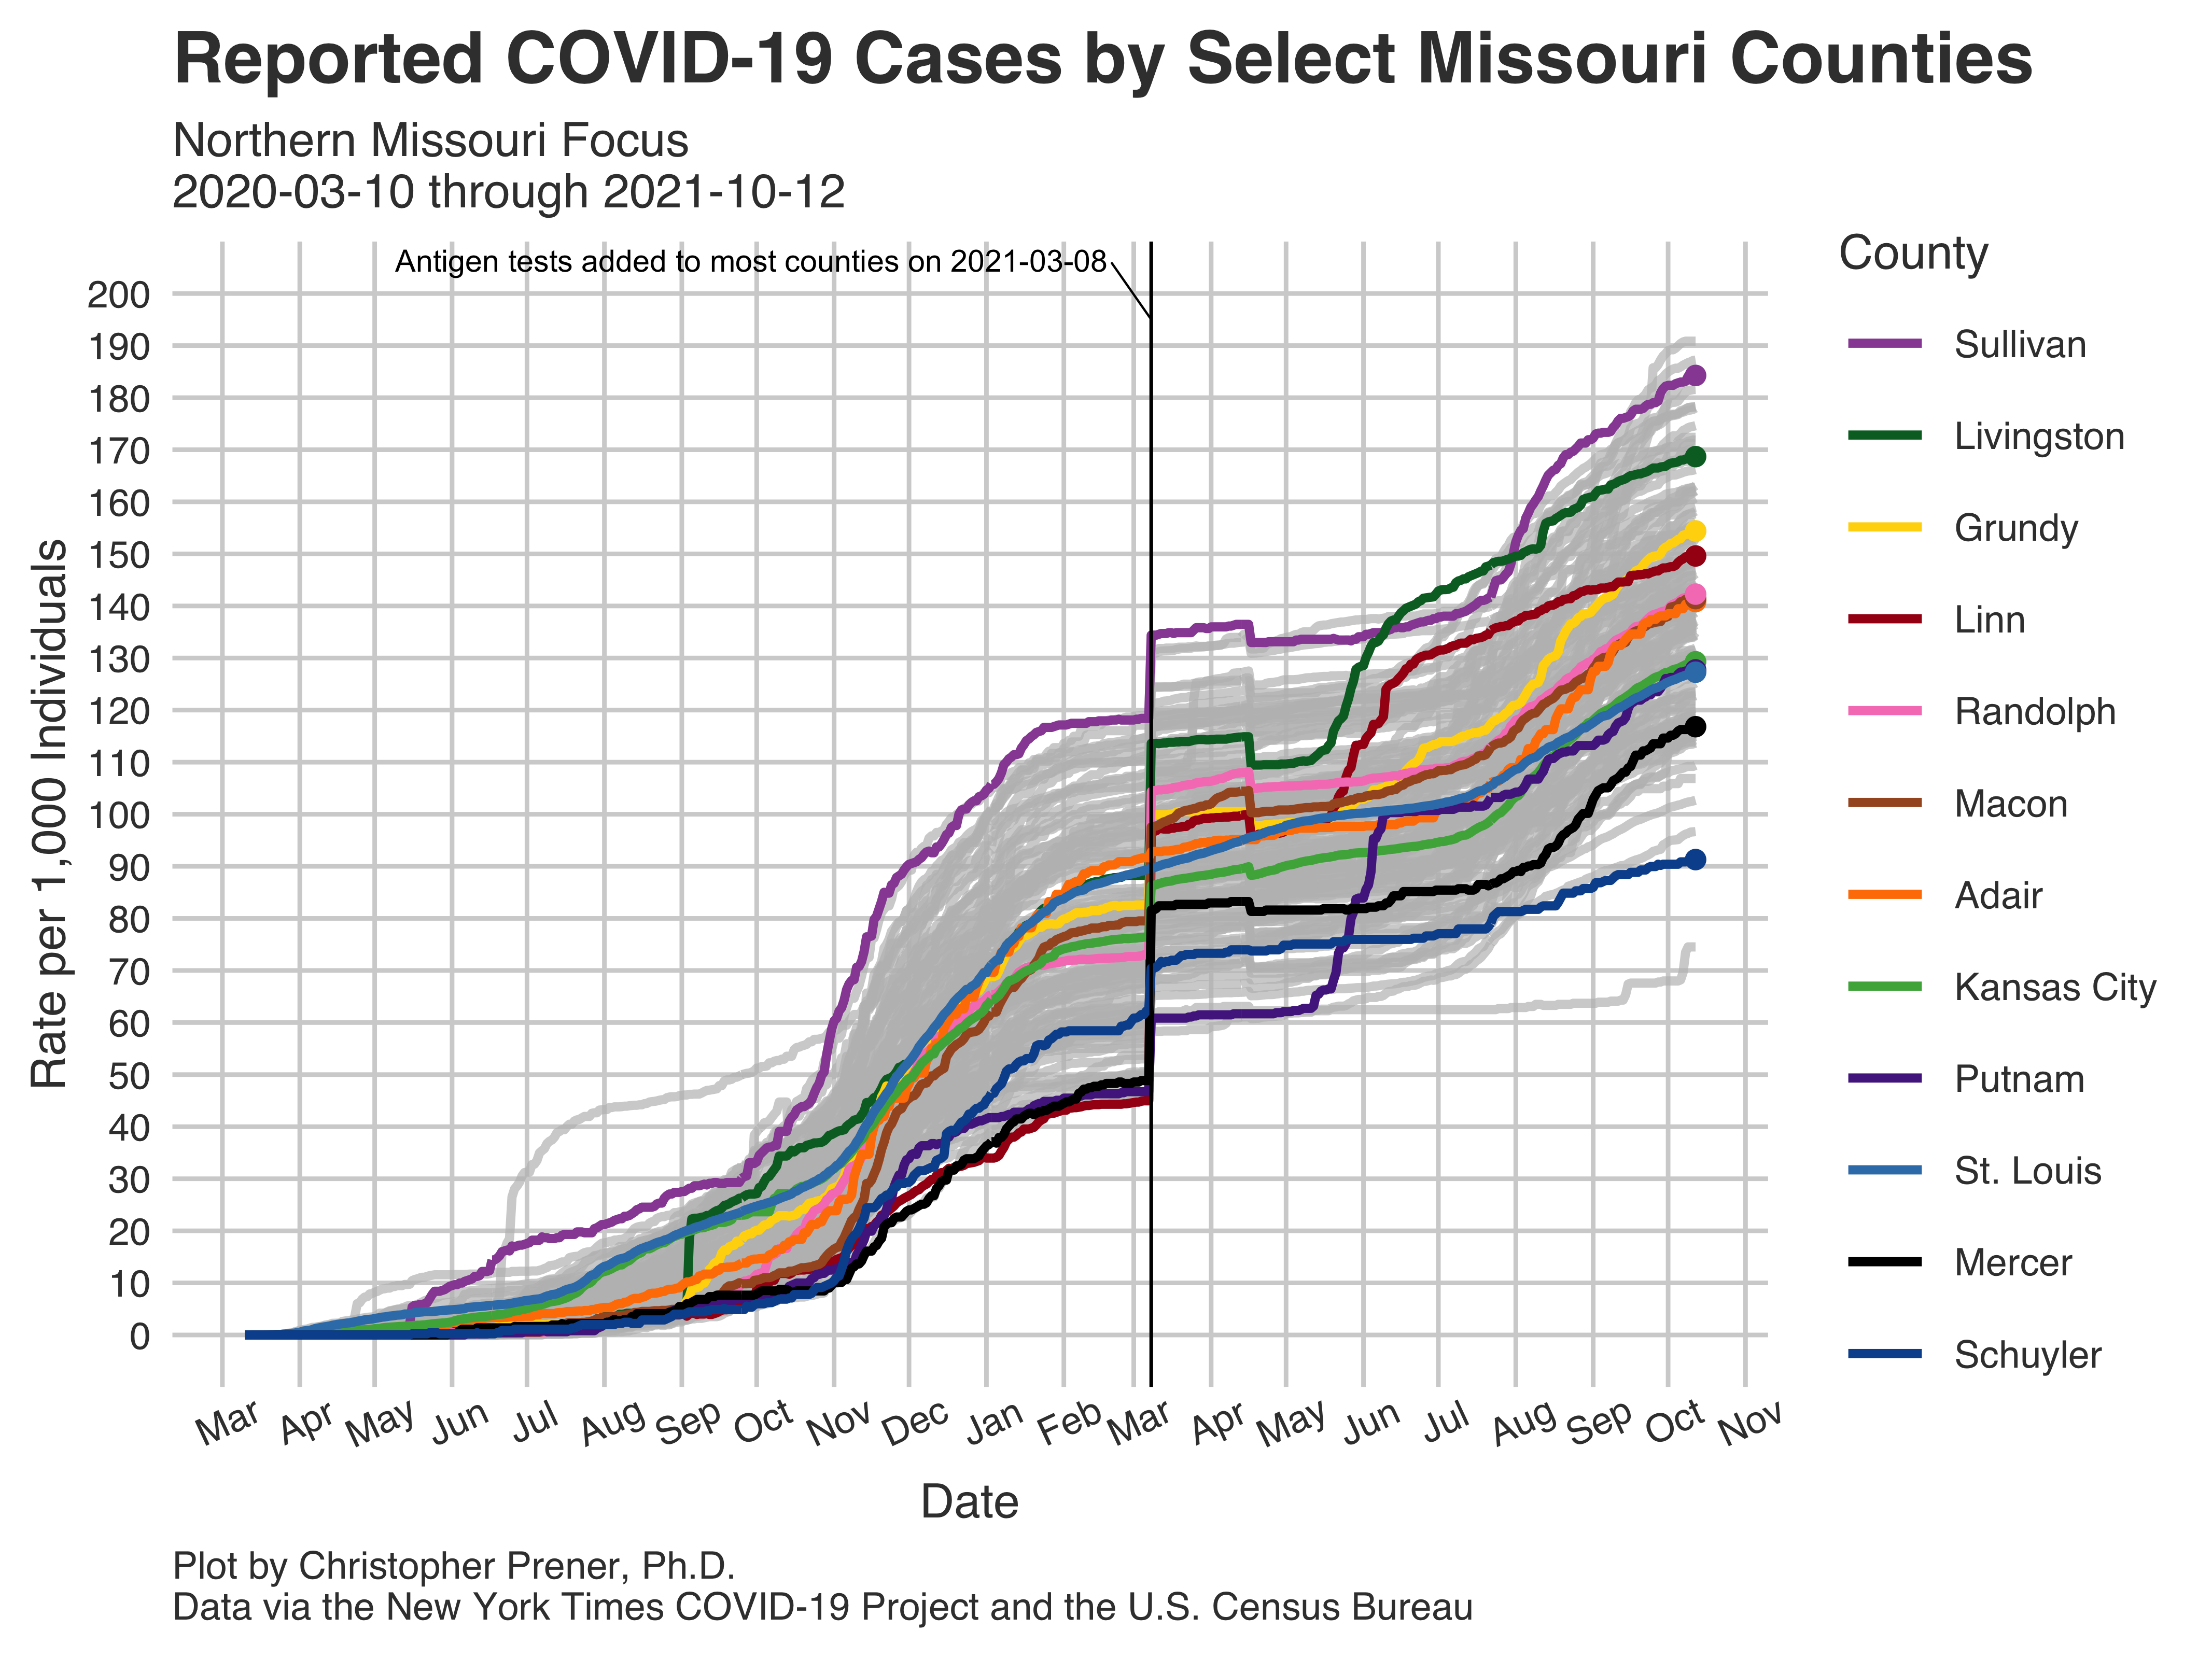 Reported COVID-19 Cases by Select Missouri Counties
Northern Missouri Focus
2020-03-10 through 2021-10-12
Antigen tests added to most counties on 2021-03-08
County
Sullivan
Livingston
Grundy
Linn
Randolph
Macon
Adair
Kansas City
Putnam
St. Louis
Mercer
Schuyler
Rate per 1,000 Individuals
200
190
180
170
160
150
140
130
120
110
100
90
80
70
60
50
40
30
20
10
0
Mar Apr May Jun Jul Aug Sep Oct Nov Dec Jan Feb Mar Apr May Jun Jul Aug Sep Oct Nov
Date
Plot by Christopher Prener, Ph.D.
Data via the New York Times COVID-19 Project and the U.S. Census Bureau